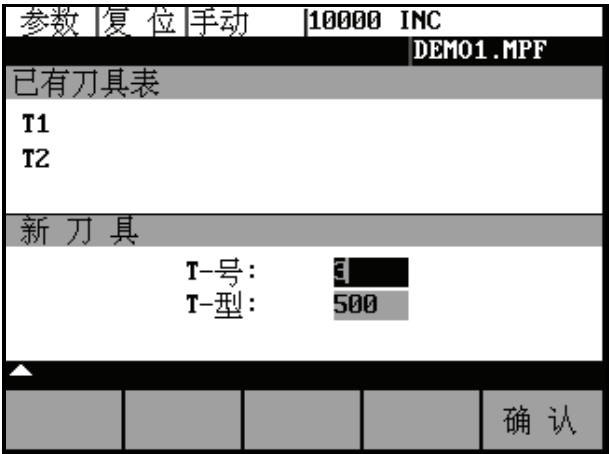 参数 复 位 手动 10000 INC
DEMO1.MPF
已有刀具表
T1
T2
新 刀 具
T-号: 3
T-型: 500
确 认